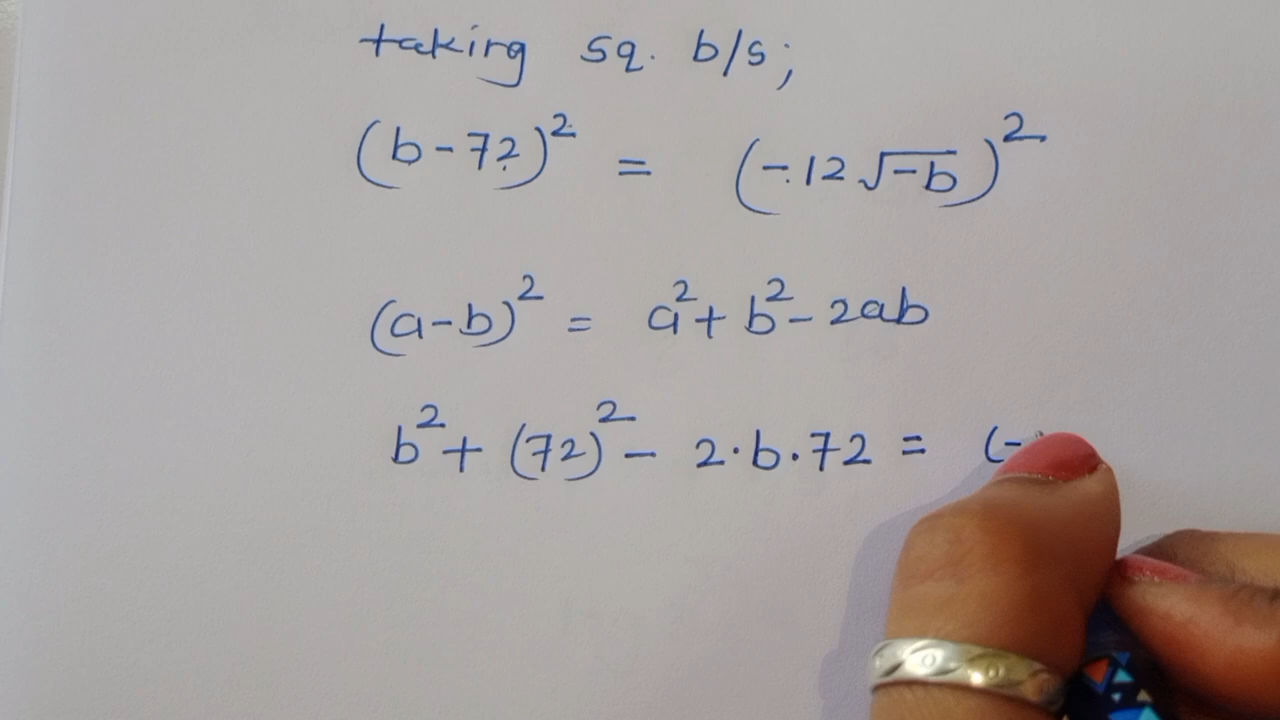 taking sq. b/s;
(b-72)² = (-12√-b)²
(a-b)² = a²+b²-2ab
b²+(72)²-2·b·72 = (-